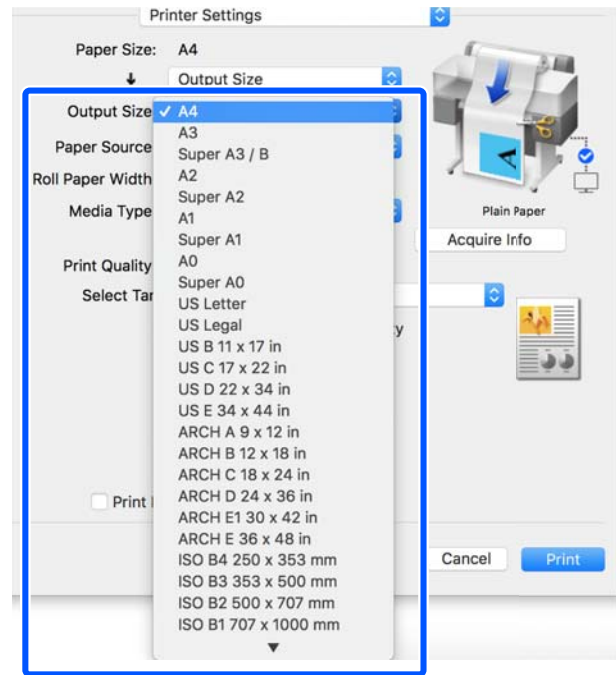 Printer Settings
Paper Size: A4
Output Size
Output Size ✓ A4
A3
Paper Source
Super A3 / B
A2
Roll Paper Width
Super A2
Media Type
A1
Plain Paper
Super A1
Acquire Info
A0
Print Quality
Super A0
Select Tar
US Letter
US Legal
y
US B 11 x 17 in
US C 17 x 22 in
US D 22 x 34 in
US E 34 x 44 in
ARCH A 9 x 12 in
ARCH B 12 x 18 in
ARCH C 18 x 24 in
ARCH D 24 x 36 in
Print
ARCH E1 30 x 42 in
ARCH E 36 x 48 in
ISO B4 250 x 353 mm
Cancel Print
ISO B3 353 x 500 mm
ISO B2 500 x 707 mm
ISO B1 707 x 1000 mm